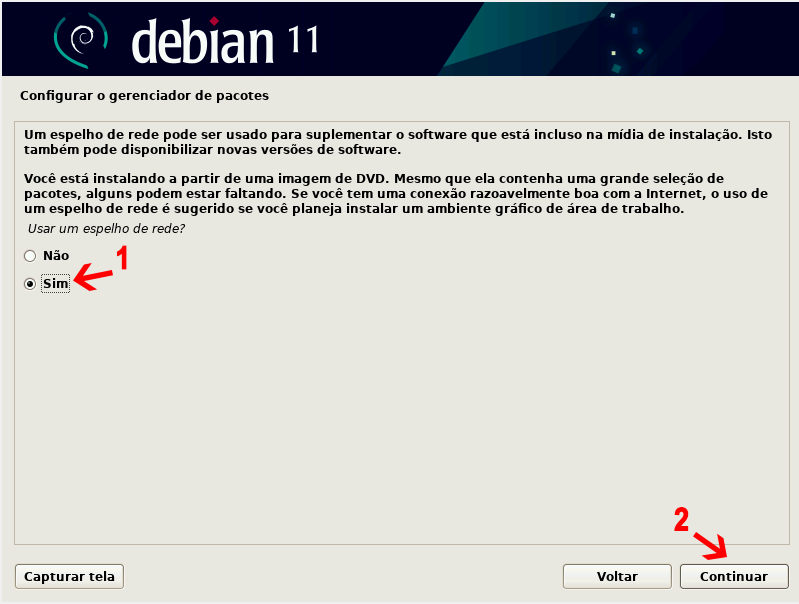 debian 11
Configurar o gerenciador de pacotes
Um espelho de rede pode ser usado para suplementar o software que está incluso na mídia de instalação. Isto
também pode disponibilizar novas versões de software.
Você está instalando a partir de uma imagem de DVD. Mesmo que ela contenha uma grande seleção de
pacotes, alguns podem estar faltando. Se você tem uma conexão razoavelmente boa com a Internet, o uso de
um espelho de rede é sugerido se você planeja instalar um ambiente gráfico de área de trabalho.
Usar um espelho de rede?
Não
1
Sim
2
Capturar tela
Voltar
Continuar